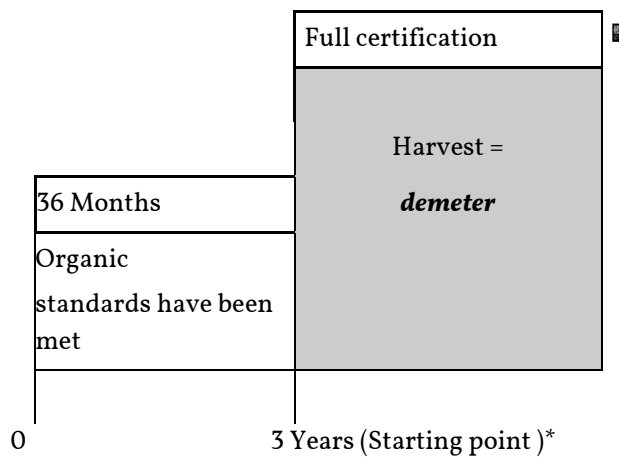 Full certification
Harvest =
demeter
36 Months
Organic
standards have been
met
0
3 Years (Starting point )*